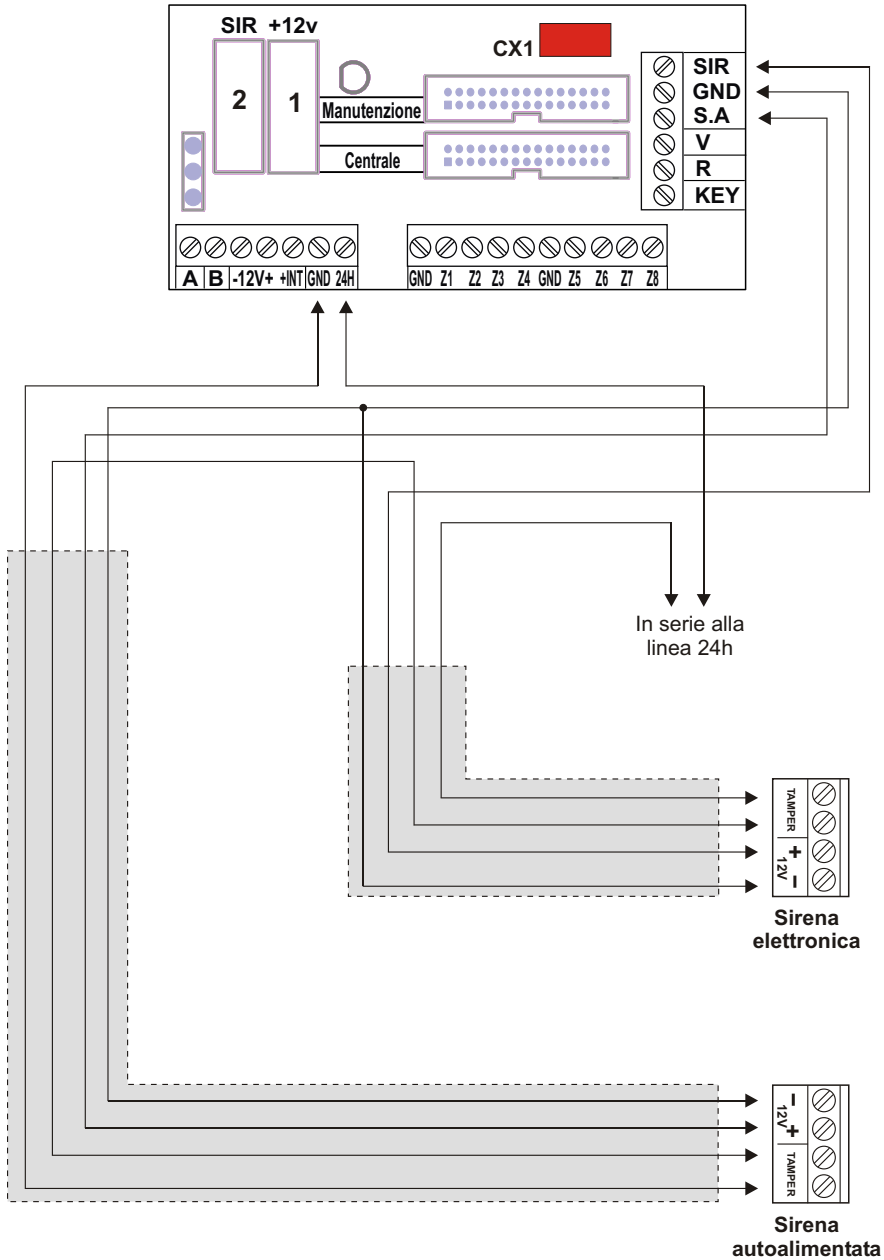 SIR +12v
CX1
2
1
Manutenzione
Centrale
SIR
GND
S.A
V
R
KEY
A B -12V+ +INT GND 24H
GND Z1 Z2 Z3 Z4 GND Z5 Z6 Z7 Z8
In serie alla
linea 24h
TAMPER
+ 12V -
Sirena
elettronica
- 12V +
TAMPER
Sirena
autoalimentata